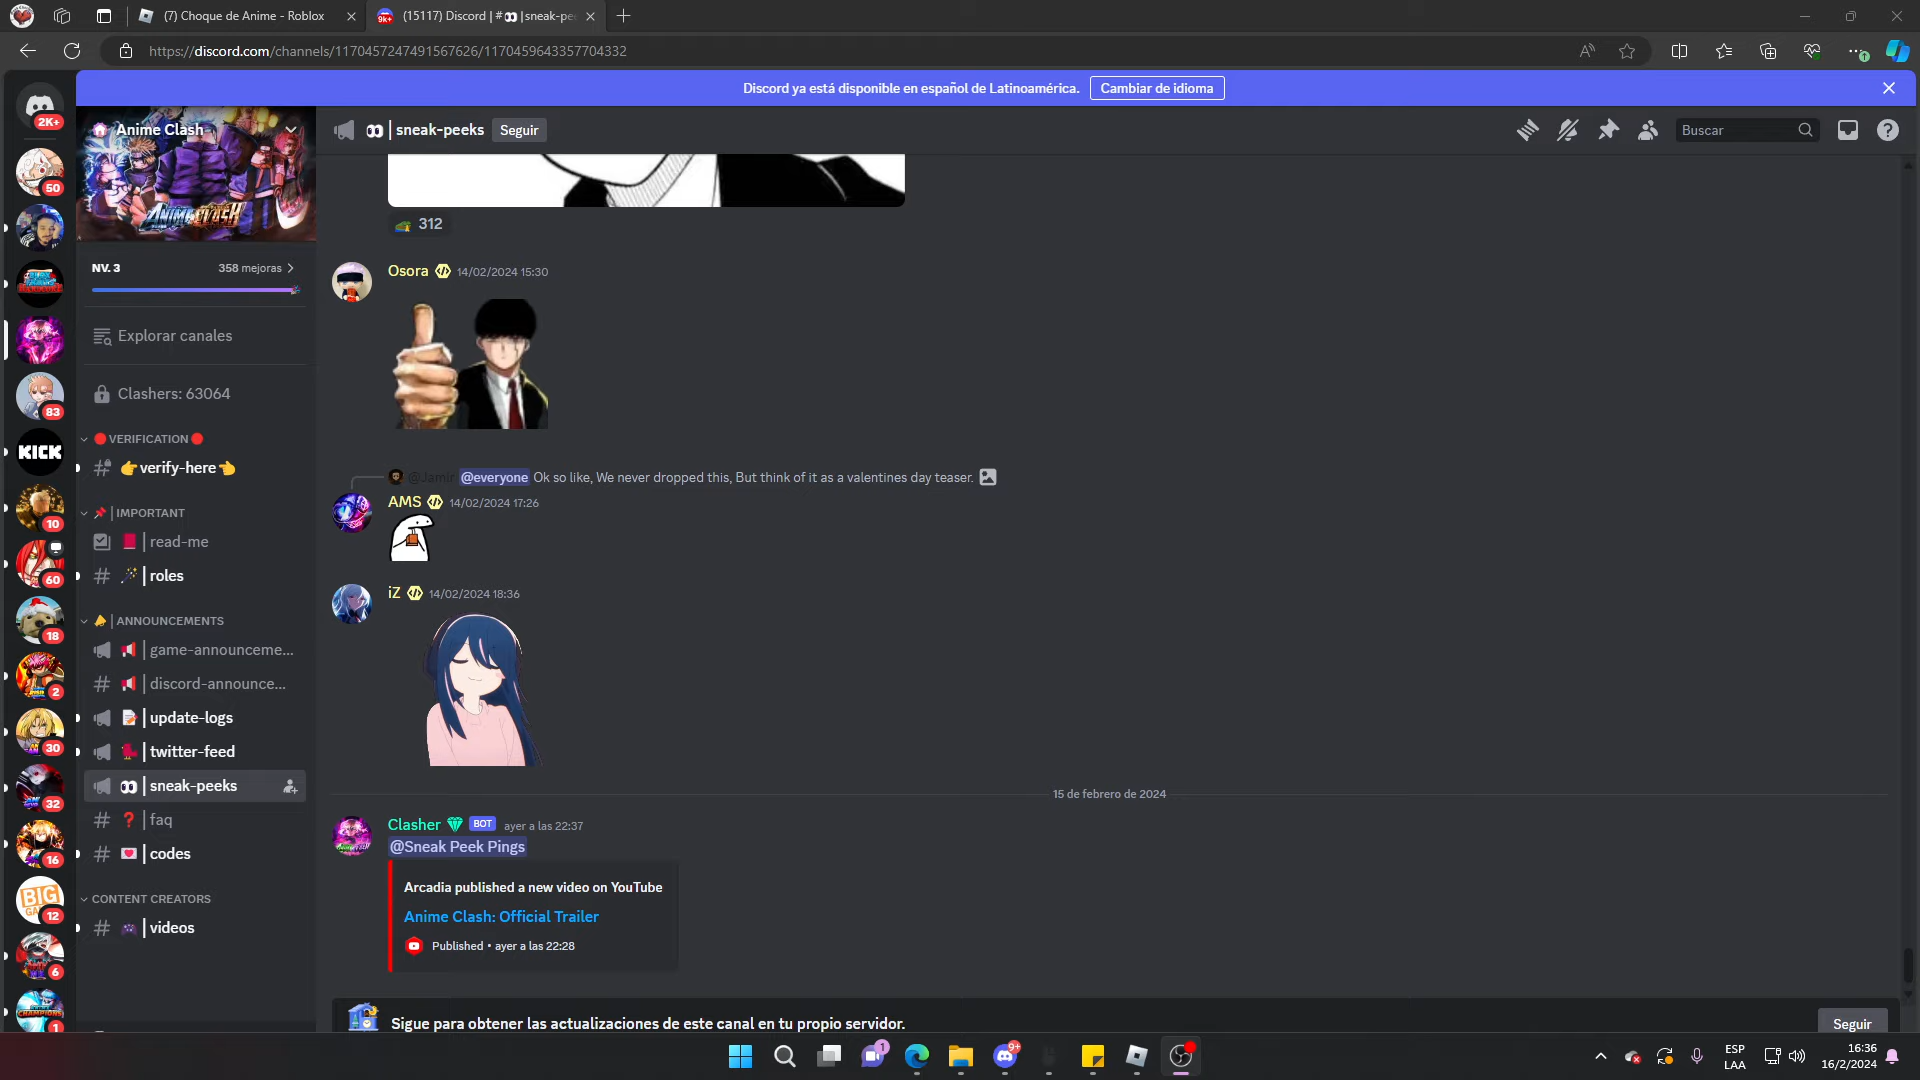 (7) Choque de Anime - Roblox
(15117) Discord | #👀|sneak-pe
https://discord.com/channels/1170457247491567626/1170459643357704332
Discord ya está disponible en español de Latinoamérica.
Cambiar de idioma
2K+
50
83
KICK
10
60
18
2
30
32
16
BIG
12
6
CHAMPIONS
1
Anime Clash
ANIME CLASH
NV. 3
358 mejoras
Explorar canales
Clashers: 63064
🔴VERIFICATION🔴
👉verify-here👈
📌|IMPORTANT
📕|read-me
🪄|roles
📣|ANNOUNCEMENTS
📢|game-announceme...
📢|discord-announce...
📝|update-logs
🐦|twitter-feed
👀|sneak-peeks
❓|faq
💌|codes
CONTENT CREATORS
🎮|videos
👀|sneak-peeks
Seguir
Buscar
312
Osora 14/02/2024 15:30
@Jamir @everyone Ok so like, We never dropped this, But think of it as a valentines day teaser.
AMS 14/02/2024 17:26
iZ 14/02/2024 18:36
15 de febrero de 2024
Clasher BOT ayer a las 22:37
@Sneak Peek Pings
Arcadia published a new video on YouTube
Anime Clash: Official Trailer
Published • ayer a las 22:28
Sigue para obtener las actualizaciones de este canal en tu propio servidor.
Seguir
1
9+
ESP
LAA
16:36
16/2/2024